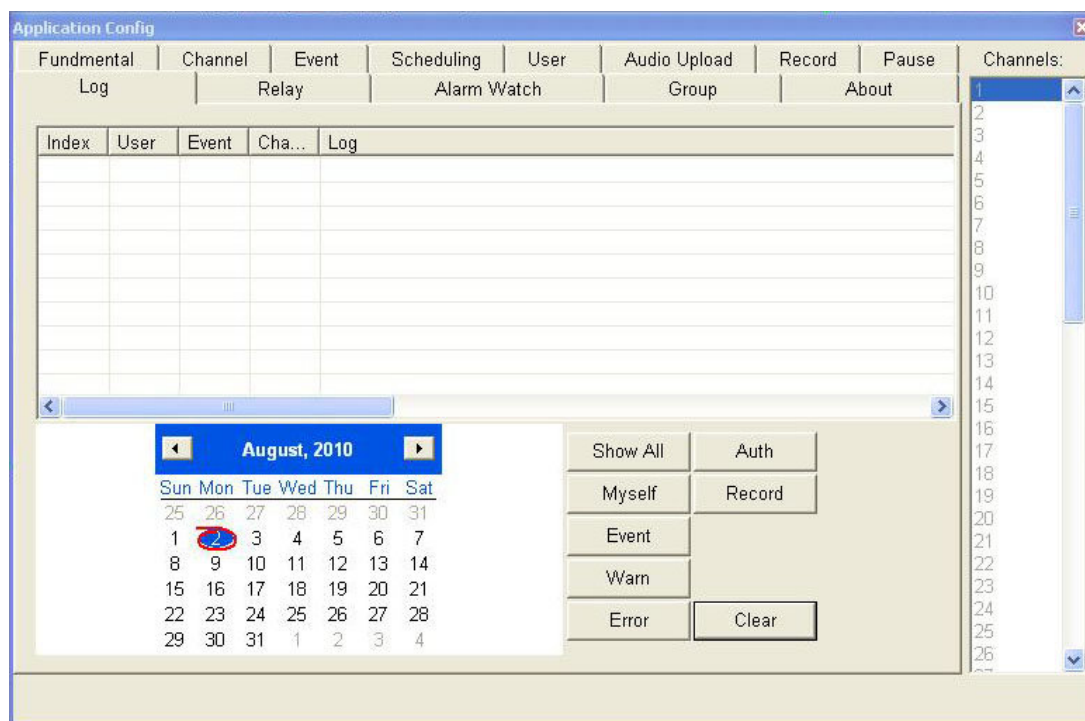 Application Config
Fundmental Channel Event Scheduling User Audio Upload Record Pause Channels:
Log Relay Alarm Watch Group About
Index User Event Cha... Log
1
2
3
4
5
6
7
8
9
10
11
12
13
14
15
16
17
18
19
20
21
22
23
24
25
26
August, 2010
Sun Mon Tue Wed Thu Fri Sat
25 26 27 28 29 30 31
1 2 3 4 5 6 7
8 9 10 11 12 13 14
15 16 17 18 19 20 21
22 23 24 25 26 27 28
29 30 31 1 2 3 4
Show All Auth
Myself Record
Event
Warn
Error Clear